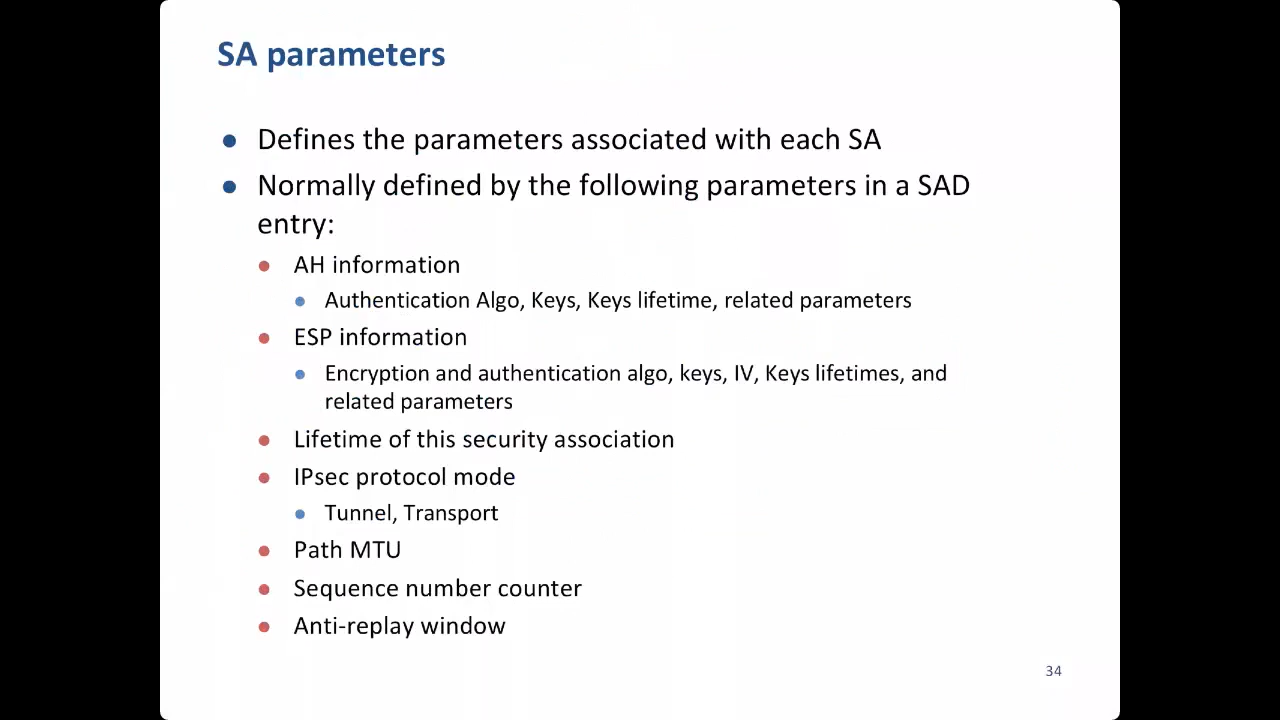 SA parameters
Defines the parameters associated with each SA
Normally defined by the following parameters in a SAD
entry:
AH information
Authentication Algo, Keys, Keys lifetime, related parameters
ESP information
Encryption and authentication algo, keys, IV, Keys lifetimes, and
related parameters
Lifetime of this security association
IPsec protocol mode
Tunnel, Transport
Path MTU
Sequence number counter
Anti-replay window
34